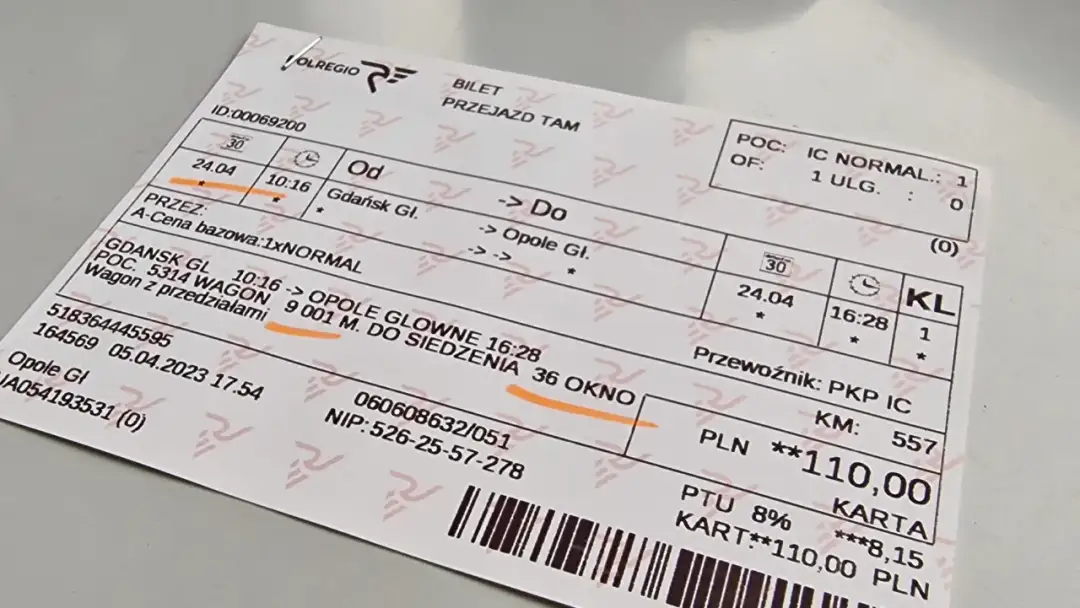 POLREGIO
BILET
PRZEJAZD TAM
ID:00069200
POC: IC NORMAL.: 1
OF: 1 ULG. : 0
(0)
30
24.04
*
10:16
*
Od -> Do
Gdańsk Gł. -> Opole Gł.
* -> -> *
30
24.04
*
16:28
*
KL
1
*
PRZEZ:
A-Cena bazowa:1xNORMAL
GDANSK GL 10:16 -> OPOLE GLOWNE 16:28
POC. 5314 WAGON 9 001 M. DO SIEDZENIA 36 OKNO
Wagon z przedziałami
Przewoźnik: PKP IC
KM: 557
PLN **110,00
KARTA
518364445595
164569 05.04.2023 17.54
Opole Gł
IA054193531 (0)
060608632/051
NIP:526-25-57-278
PTU 8% ***8,15
KART:**110,00 PLN